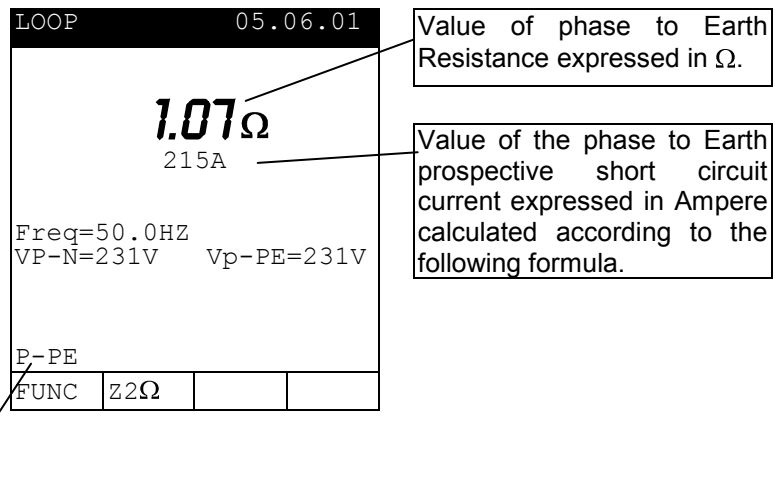 LOOP 05.06.01
1.07Ω
215A
Freq=50.0HZ
VP-N=231V Vp-PE=231V
P-PE
FUNC Z2Ω
Value of phase to Earth
Resistance expressed in Ω.
Value of the phase to Earth
prospective short circuit
current expressed in Ampere
calculated according to the
following formula.